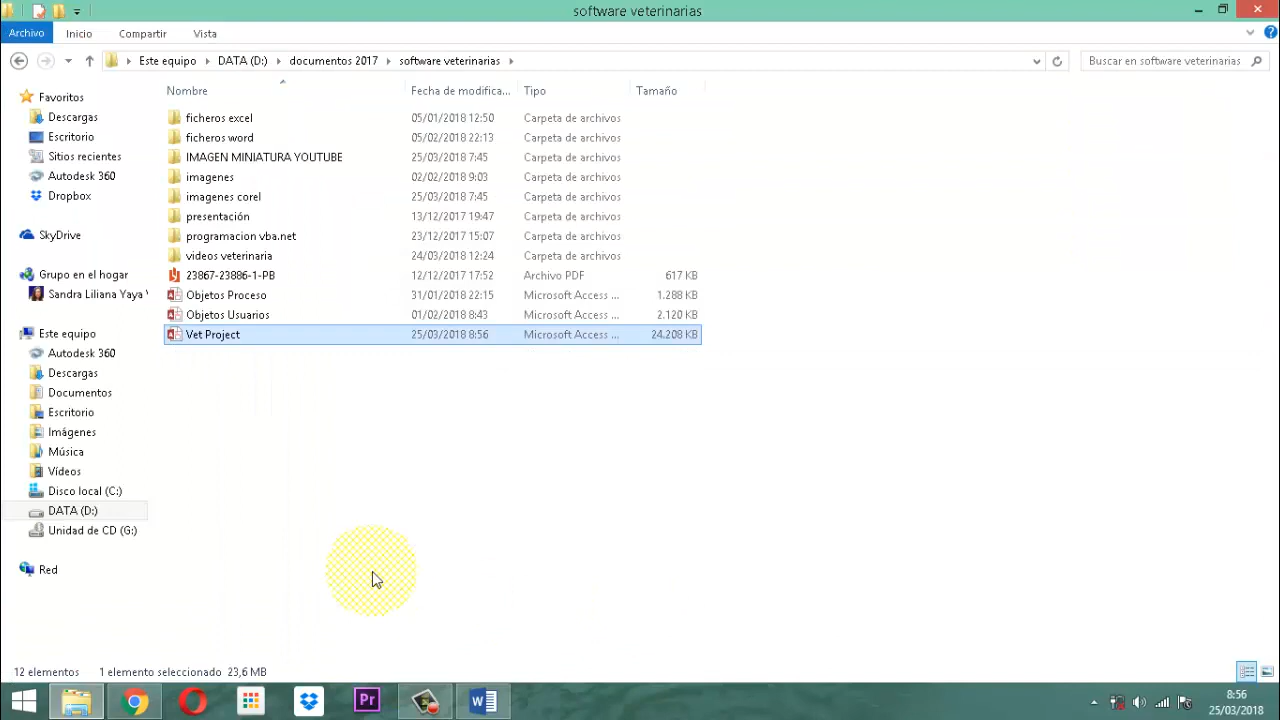 software veterinarias
Archivo Inicio Compartir Vista
Este equipo DATA (D:) documentos 2017 software veterinarias Buscar en software veterinarias
Nombre Fecha de modifica... Tipo Tamaño
Favoritos
Descargas
Escritorio
Sitios recientes
Autodesk 360
Dropbox
SkyDrive
Grupo en el hogar
Sandra Liliana Yaya V
Este equipo
Autodesk 360
Descargas
Documentos
Escritorio
Imágenes
Música
Vídeos
Disco local (C:)
DATA (D:)
Unidad de CD (G:)
Red
ficheros excel 05/01/2018 12:50 Carpeta de archivos
ficheros word 05/02/2018 22:13 Carpeta de archivos
IMAGEN MINIATURA YOUTUBE 25/03/2018 7:45 Carpeta de archivos
imagenes 02/02/2018 9:03 Carpeta de archivos
imagenes corel 25/03/2018 7:45 Carpeta de archivos
presentación 13/12/2017 19:47 Carpeta de archivos
programacion vba.net 23/12/2017 15:07 Carpeta de archivos
videos veterinaria 24/03/2018 12:24 Carpeta de archivos
23867-23886-1-PB 12/12/2017 17:52 Archivo PDF 617 KB
Objetos Proceso 31/01/2018 22:15 Microsoft Access ... 1.288 KB
Objetos Usuarios 01/02/2018 8:43 Microsoft Access ... 2.120 KB
Vet Project 25/03/2018 8:56 Microsoft Access ... 24.208 KB
12 elementos 1 elemento seleccionado 23,6 MB
Pr
8:56
25/03/2018